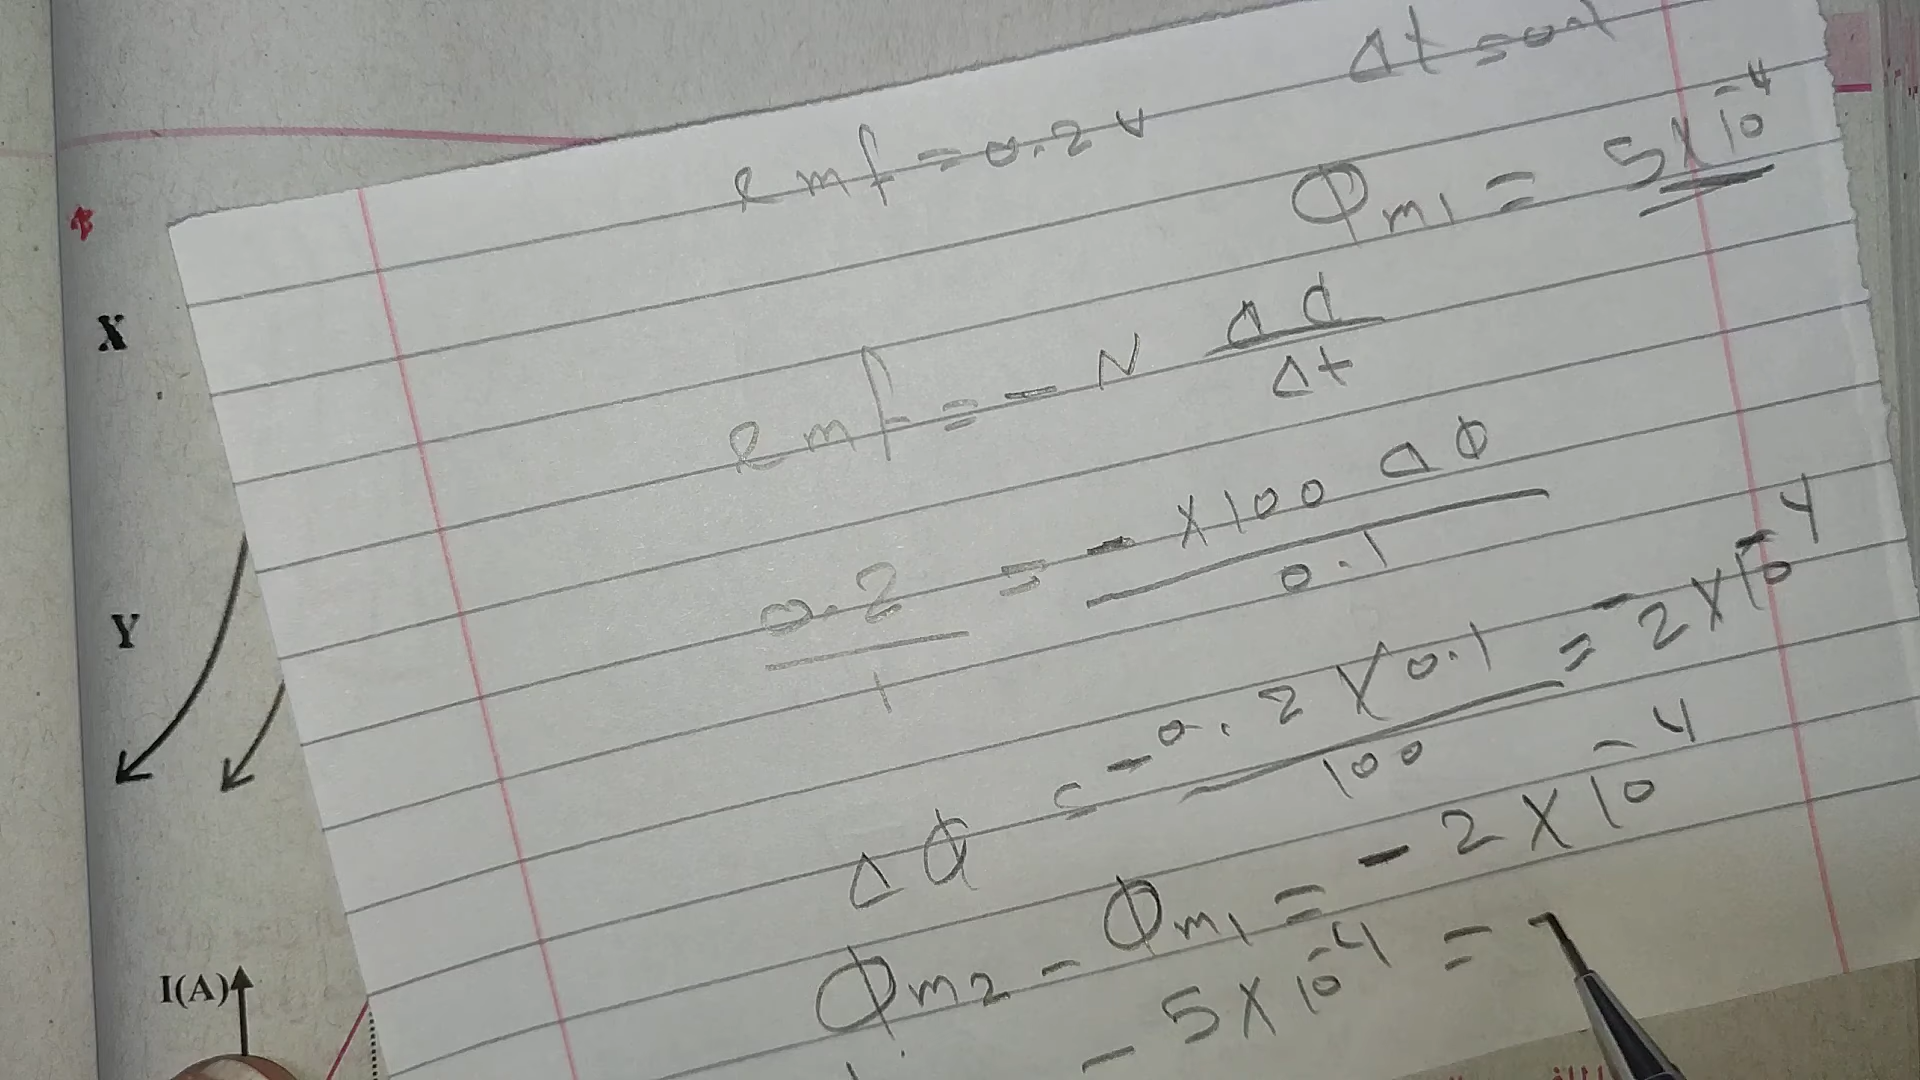 Δt = 0.1
emf = 0.2 v
Φm1 = 5 x 10^-4
X
emf = - N Δϕ/Δt
0.2/1 = - x 100 Δϕ/0.1
Y
Δϕ = -0.2 x 0.1/100 = -2 x 10^-4
Φm2 - Φm1 = - 2 x 10^-4
- 5 x 10^-4 =
I(A)